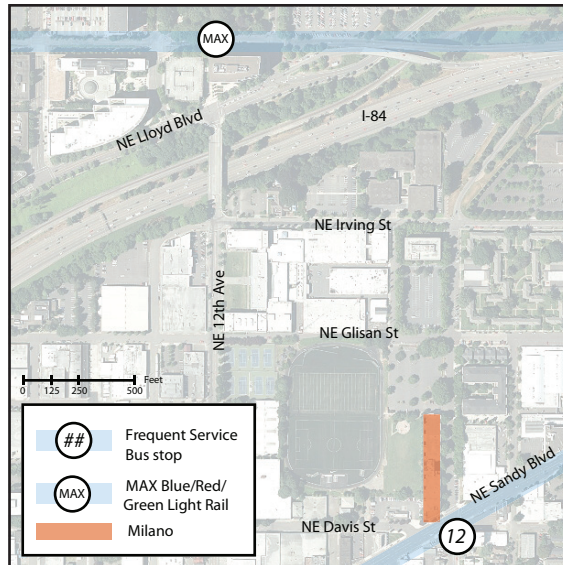 MAX
NE Lloyd Blvd
I-84
NE Irving St
NE 12th Ave
NE Glisan St
Feet
0 125 250 500
##
Frequent Service
Bus stop
MAX
MAX Blue/Red/
Green Light Rail
Milano
NE Sandy Blvd
NE Davis St
12